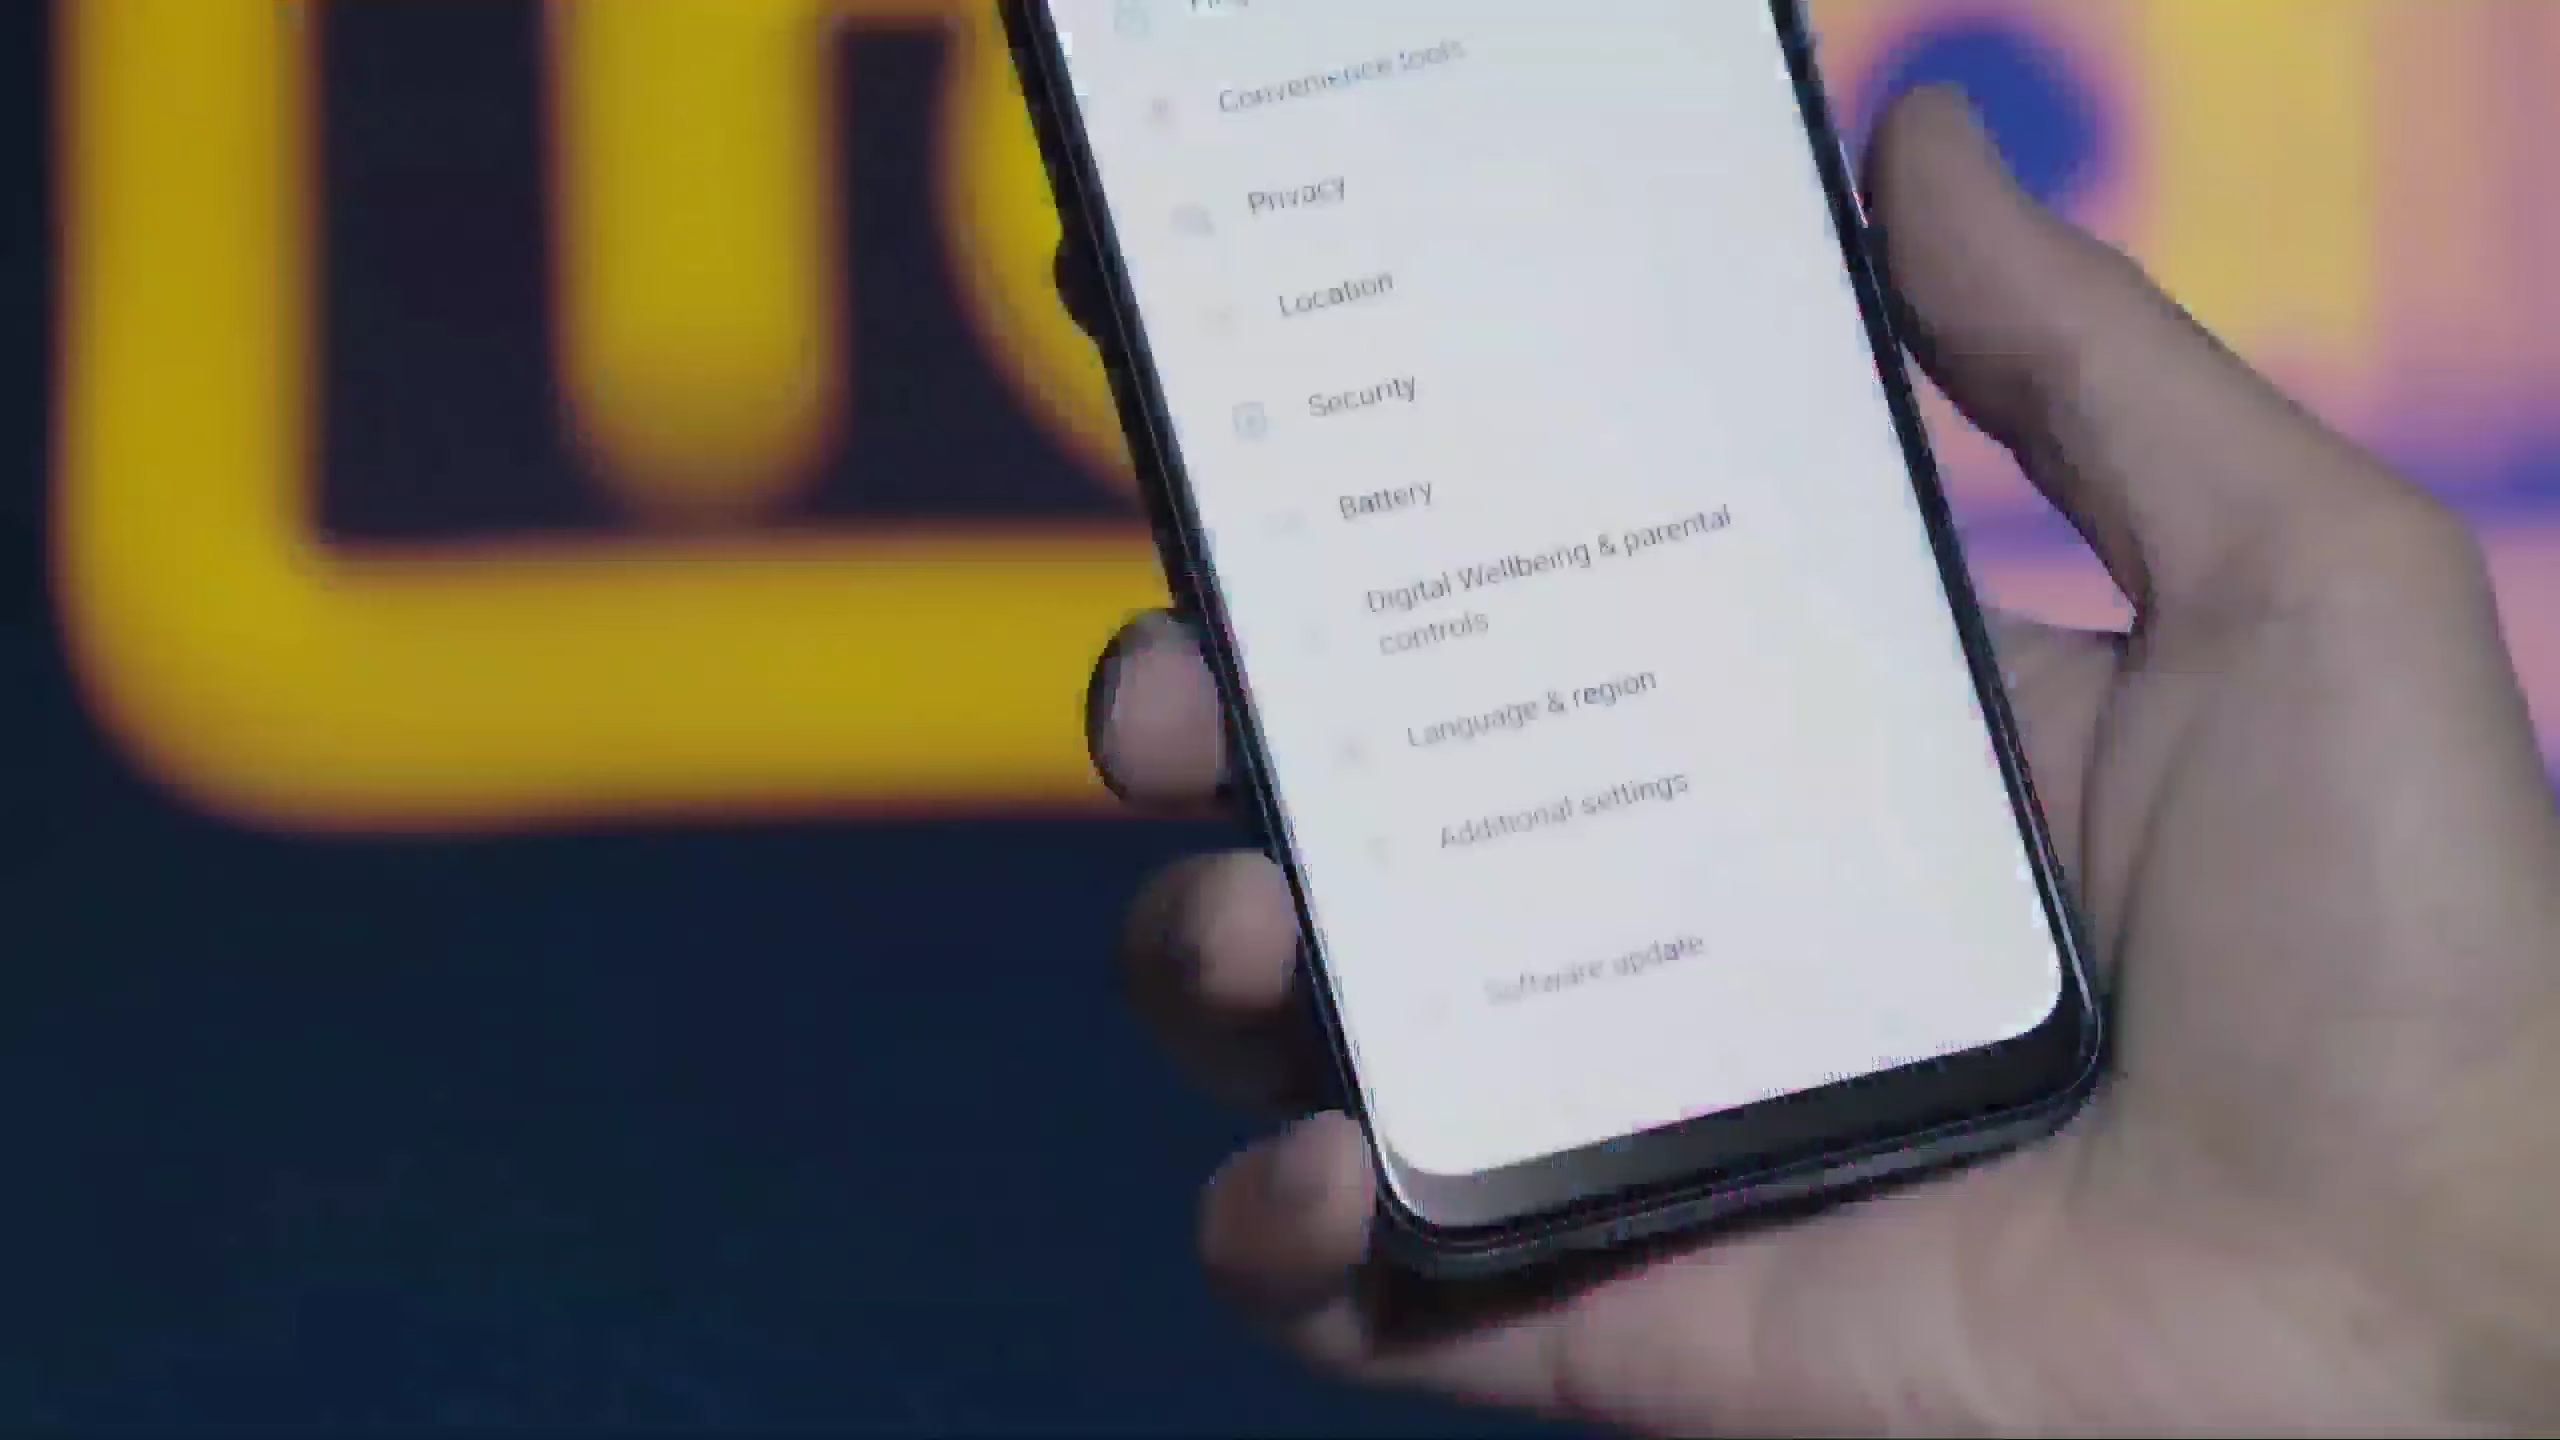 Convenience tools
Privacy
Location
Security
Battery
Digital Wellbeing & parental
controls
Language & region
Additional settings
Software update